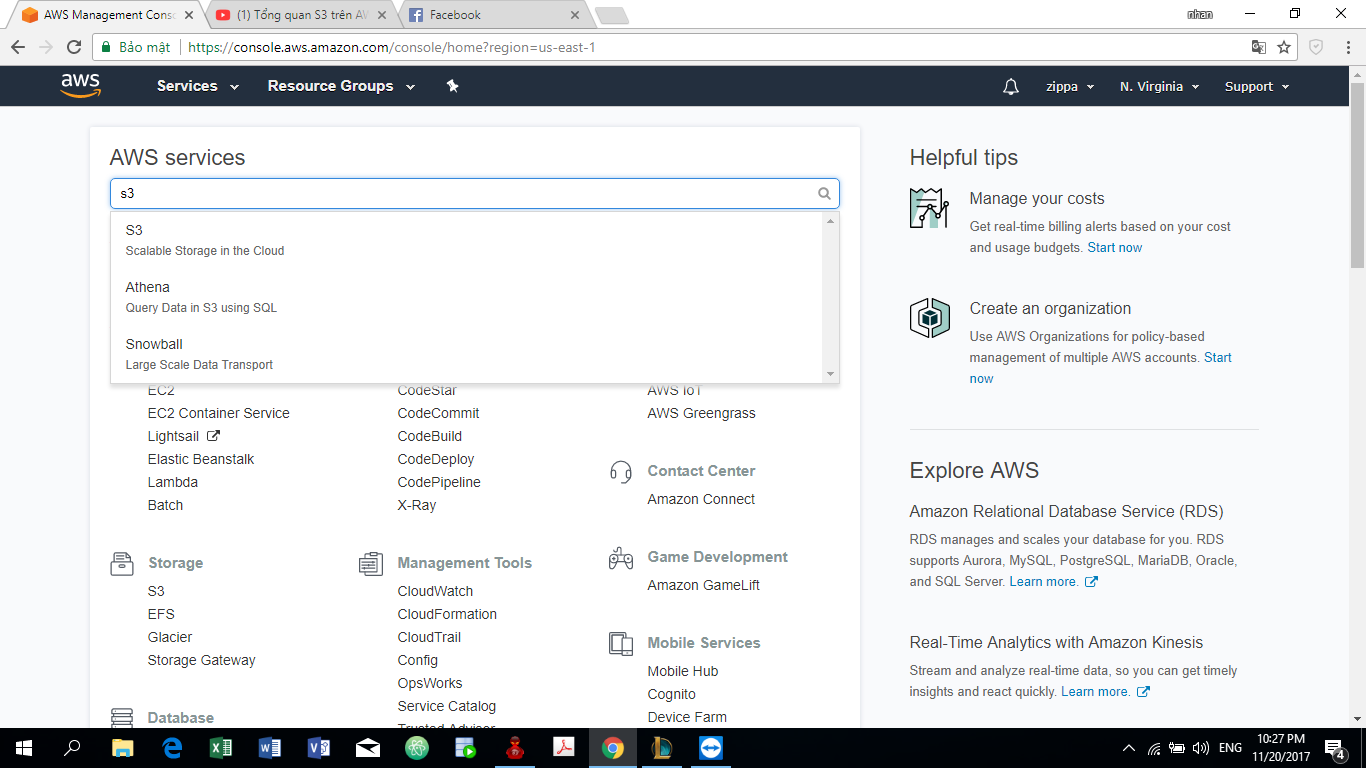 AWS Management Conso
(1) Tổng quan S3 trên AW
Facebook
nhan
Bảo mật
https://console.aws.amazon.com/console/home?region=us-east-1
aws
Services
Resource Groups
zippa
N. Virginia
Support
AWS services
s3
S3
Scalable Storage in the Cloud
Athena
Query Data in S3 using SQL
Snowball
Large Scale Data Transport
EC2
EC2 Container Service
Lightsail
Elastic Beanstalk
Lambda
Batch
Storage
S3
EFS
Glacier
Storage Gateway
Database
CodeStar
CodeCommit
CodeBuild
CodeDeploy
CodePipeline
X-Ray
Management Tools
CloudWatch
CloudFormation
CloudTrail
Config
OpsWorks
Service Catalog
Trusted Advisor
AWS IoT
AWS Greengrass
Contact Center
Amazon Connect
Game Development
Amazon GameLift
Mobile Services
Mobile Hub
Cognito
Device Farm
Helpful tips
Manage your costs
Get real-time billing alerts based on your cost
and usage budgets. Start now
Create an organization
Use AWS Organizations for policy-based
management of multiple AWS accounts. Start
now
Explore AWS
Amazon Relational Database Service (RDS)
RDS manages and scales your database for you. RDS
supports Aurora, MySQL, PostgreSQL, MariaDB, Oracle,
and SQL Server. Learn more.
Real-Time Analytics with Amazon Kinesis
Stream and analyze real-time data, so you can get timely
insights and react quickly. Learn more.
ENG
10:27 PM
11/20/2017
4